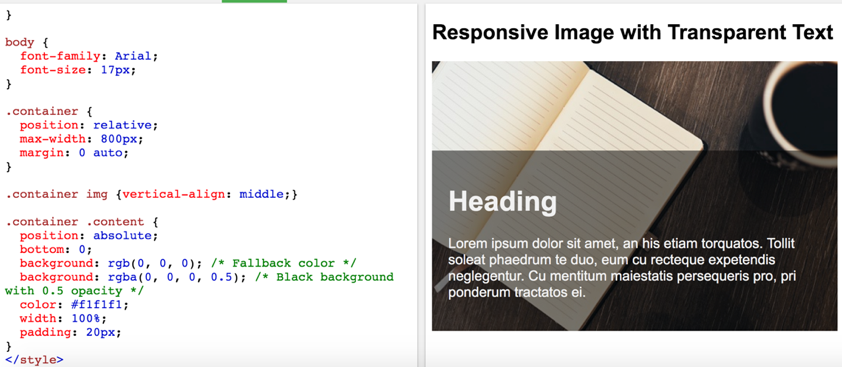 }
body {
font-family: Arial;
font-size: 17px;
}
.container {
position: relative;
max-width: 800px;
margin: 0 auto;
}
.container img {vertical-align: middle;}
.container .content {
position: absolute;
bottom: 0;
background: rgb(0, 0, 0); /* Fallback color */
background: rgba(0, 0, 0, 0.5); /* Black background
with 0.5 opacity */
color: #f1f1f1;
width: 100%;
padding: 20px;
}
</style>
Responsive Image with Transparent Text
Heading
Lorem ipsum dolor sit amet, an his etiam torquatos. Tollit
soleat phaedrum te duo, eum cu recteque expetendis
neglegentur. Cu mentitum maiestatis persequeris pro, pri
ponderum tractatos ei.